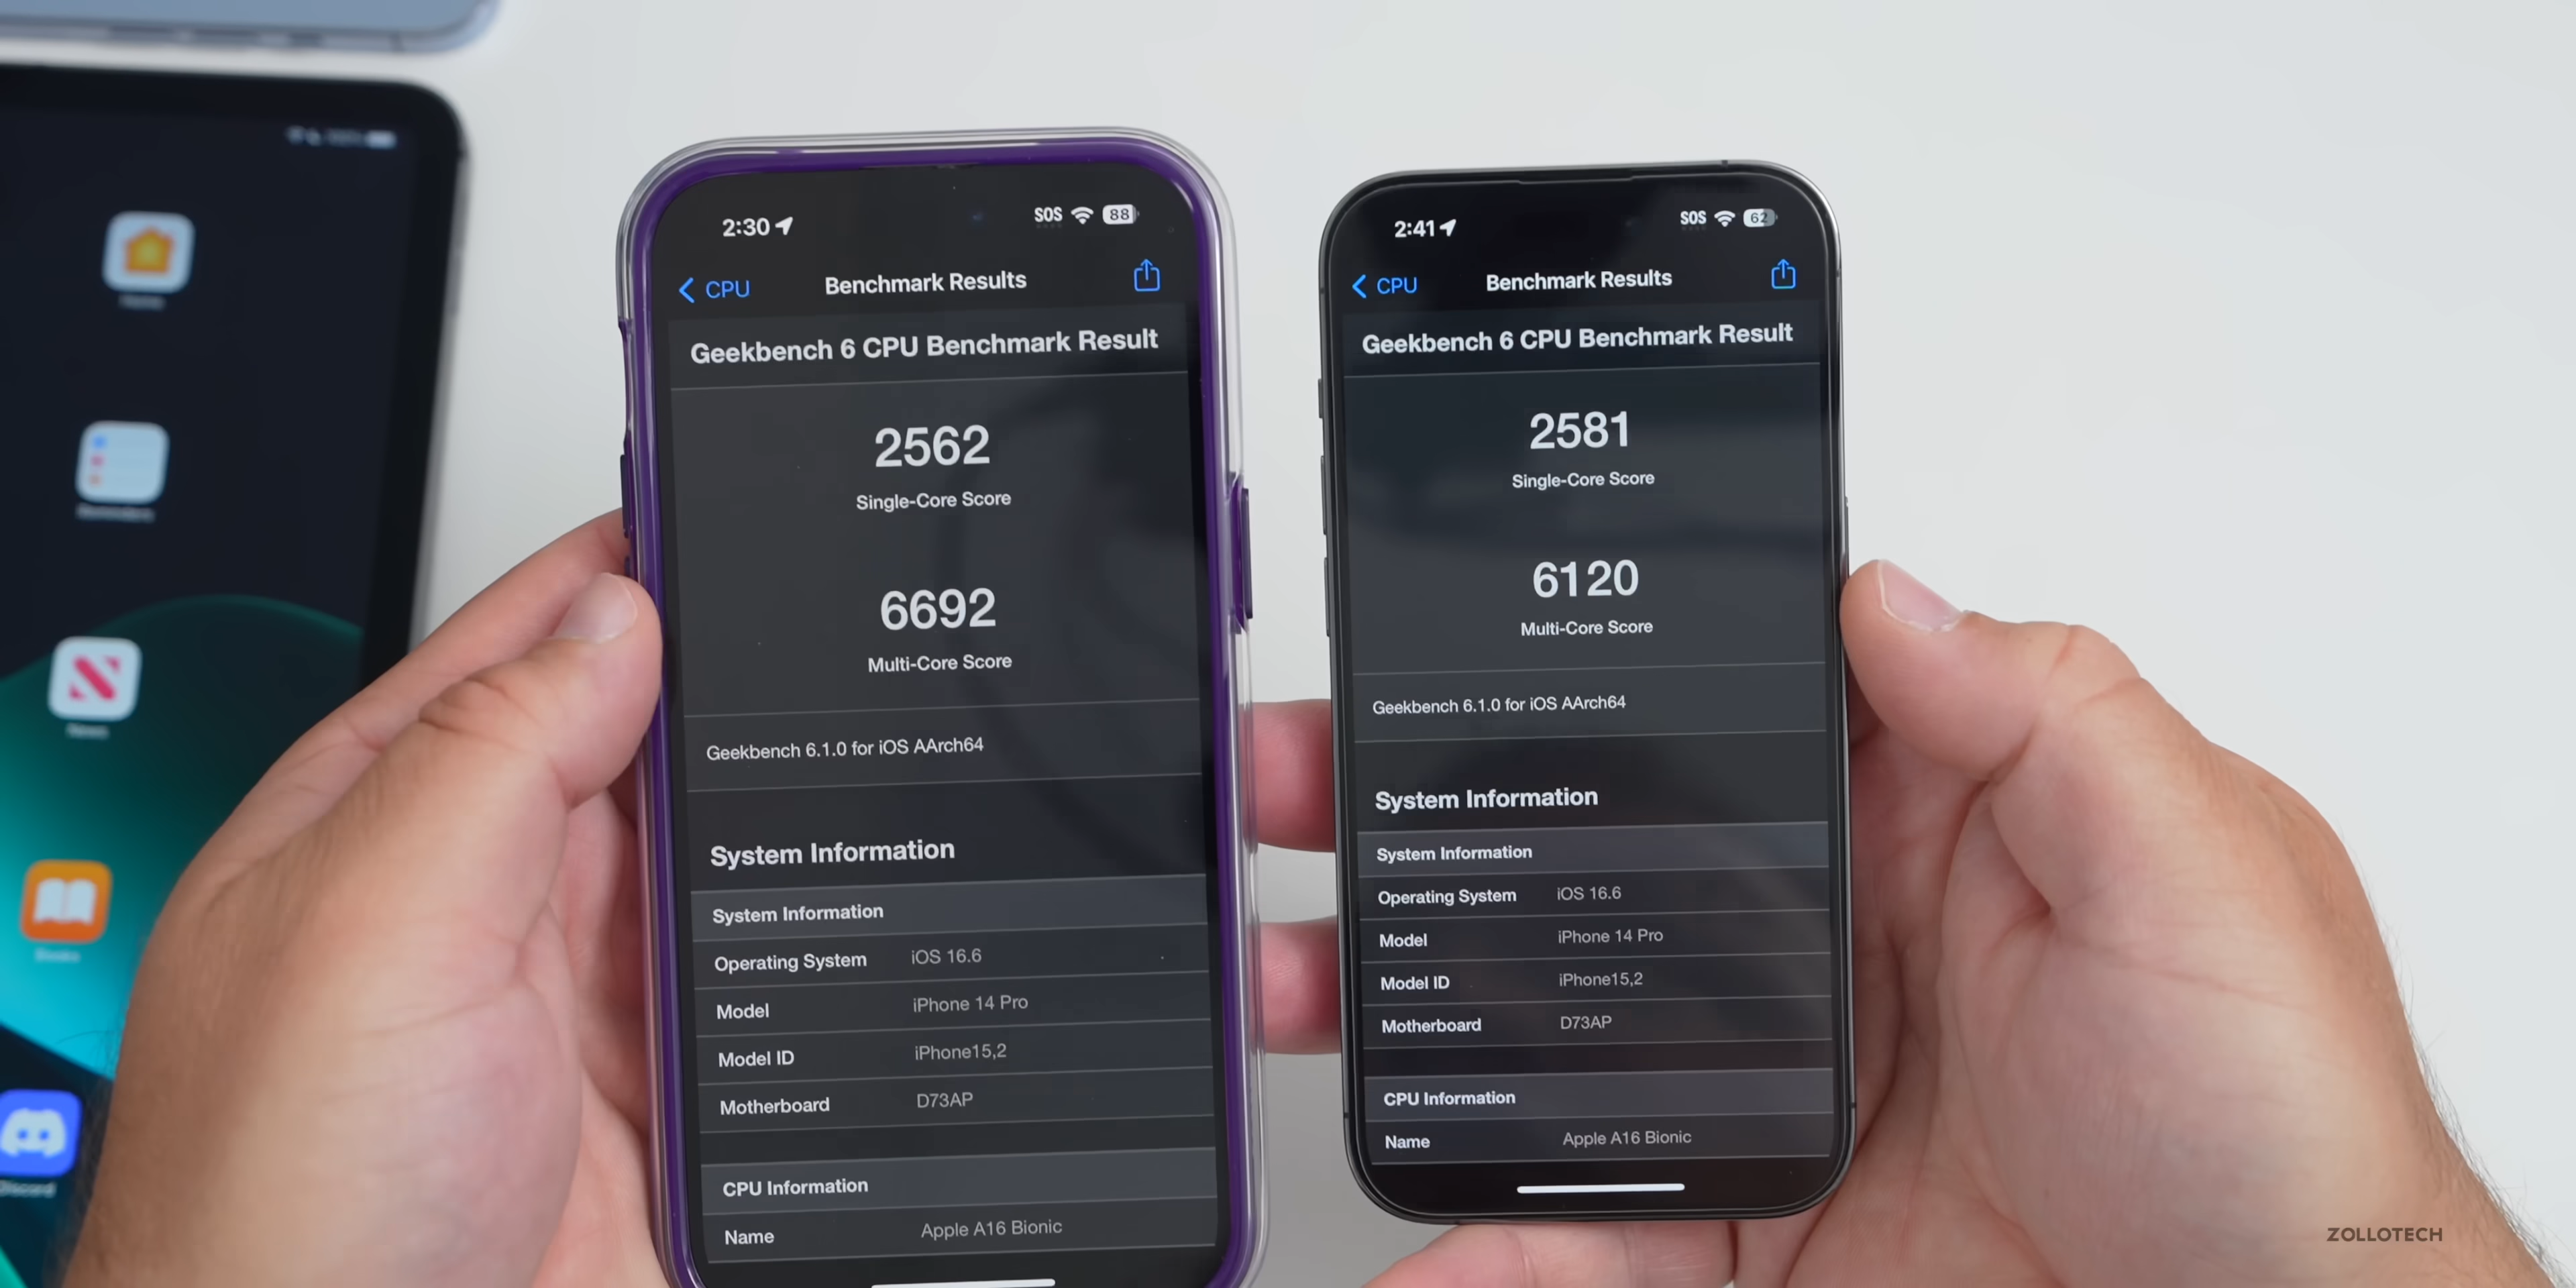 2:30
SOS
88
CPU
Benchmark Results
Geekbench 6 CPU Benchmark Result
2562
Single-Core Score
6692
Multi-Core Score
Geekbench 6.1.0 for iOS AArch64
System Information
System Information
Operating System iOS 16.6
Model iPhone 14 Pro
Model ID iPhone15,2
Motherboard D73AP
CPU Information
Name Apple A16 Bionic
2:41
SOS
62
CPU
Benchmark Results
Geekbench 6 CPU Benchmark Result
2581
Single-Core Score
6120
Multi-Core Score
Geekbench 6.1.0 for iOS AArch64
System Information
System Information
Operating System iOS 16.6
Model iPhone 14 Pro
Model ID iPhone15,2
Motherboard D73AP
CPU Information
Name Apple A16 Bionic
Home
Reminders
News
Books
Discord
ZOLLOTECH